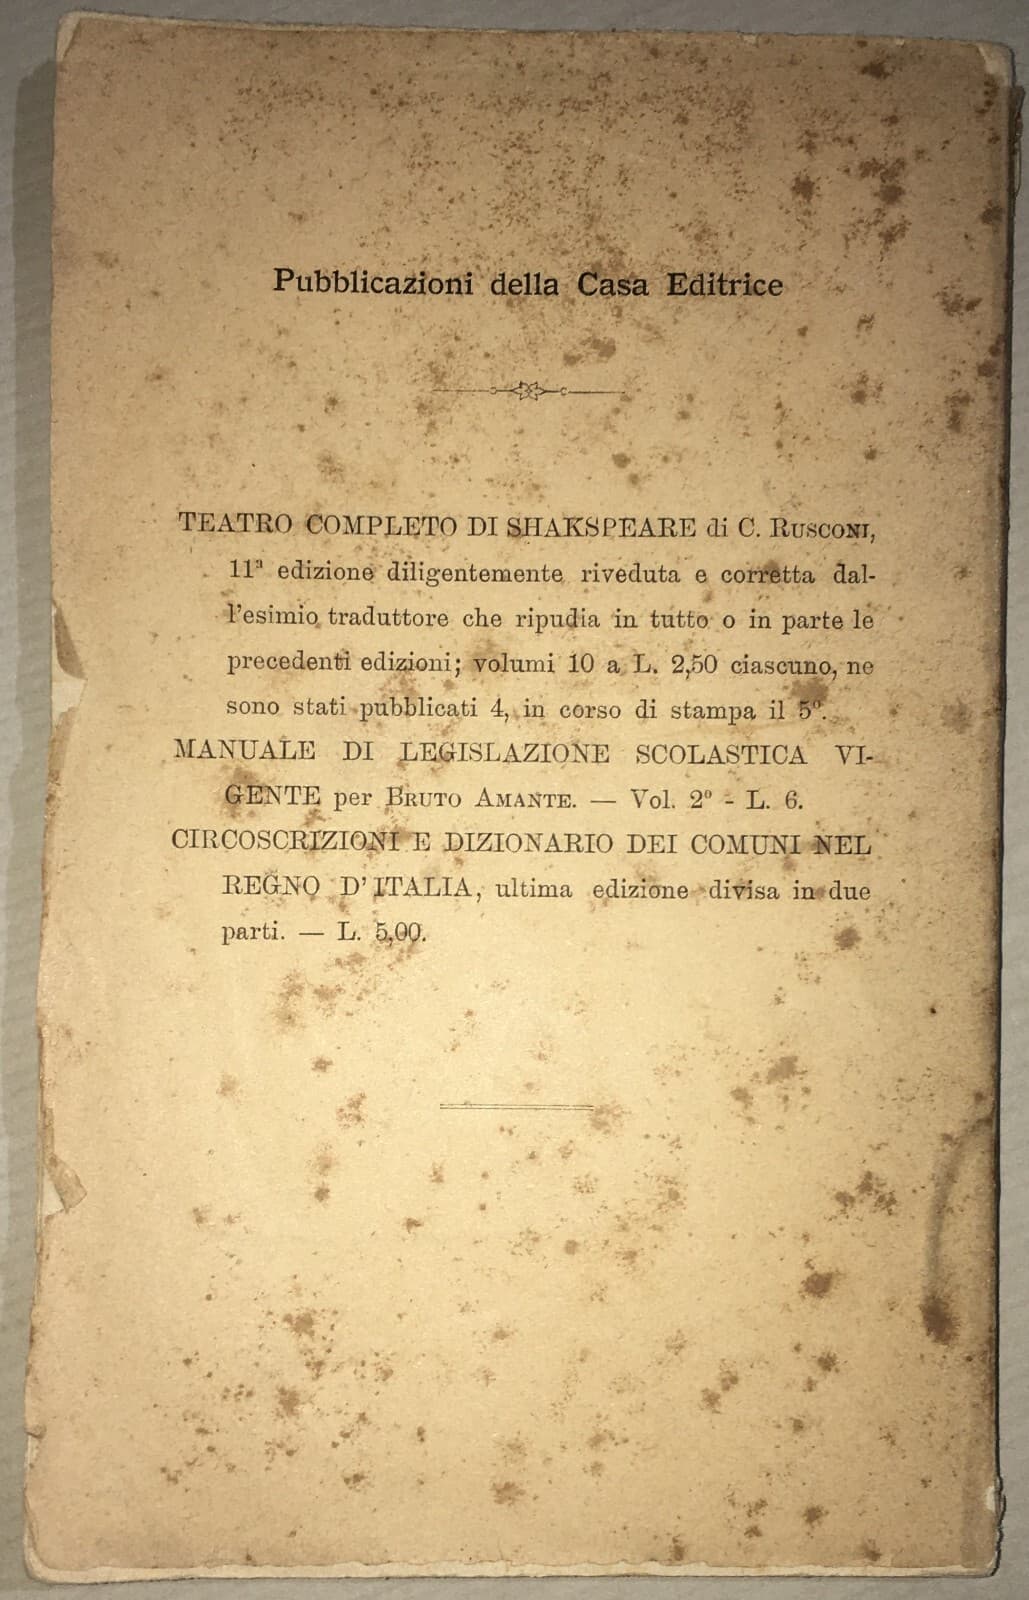 Pubblicazioni della Casa Editrice
TEATRO COMPLETO DI SHAKSPEARE di C. RUSCONI,
11ª edizione diligentemente riveduta e corretta dal-
l'esimio traduttore che ripudia in tutto o in parte le
precedenti edizioni; volumi 10 a L. 2,50 ciascuno, ne
sono stati pubblicati 4, in corso di stampa il 5º.
MANUALE DI LEGISLAZIONE SCOLASTICA VI-
GENTE per BRUTO AMANTE. — Vol. 2º - L. 6.
CIRCOSCRIZIONI E DIZIONARIO DEI COMUNI NEL
REGNO D'ITALIA, ultima edizione divisa in due
parti. — L. 5,00.